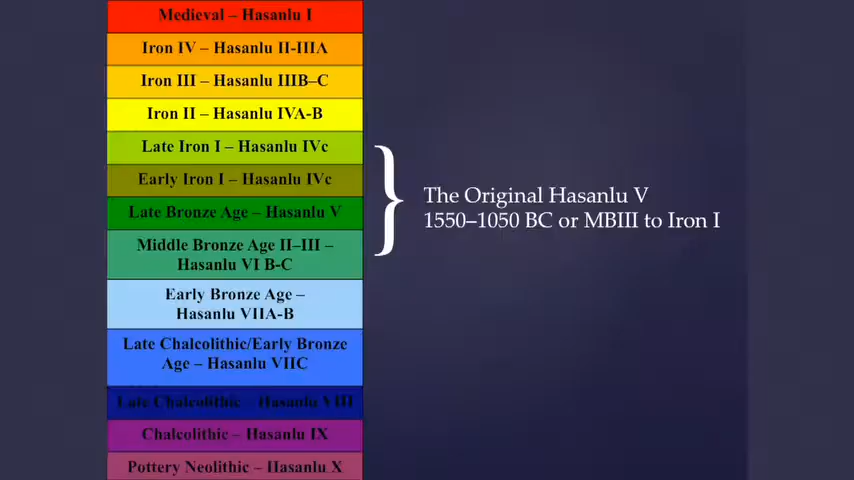 Medieval – Hasanlu I
Iron IV – Hasanlu II-IIIA
Iron III – Hasanlu IIIB–C
Iron II – Hasanlu IVA-B
Late Iron I – Hasanlu IVc
Early Iron I – Hasanlu IVc
Late Bronze Age – Hasanlu V
Middle Bronze Age II–III –
Hasanlu VI B-C
Early Bronze Age –
Hasanlu VIIA-B
Late Chalcolithic/Early Bronze
Age – Hasanlu VIIC
Late Chalcolithic – Hasanlu VIII
Chalcolithic – Hasanlu IX
Pottery Neolithic – Hasanlu X
The Original Hasanlu V
1550–1050 BC or MBIII to Iron I